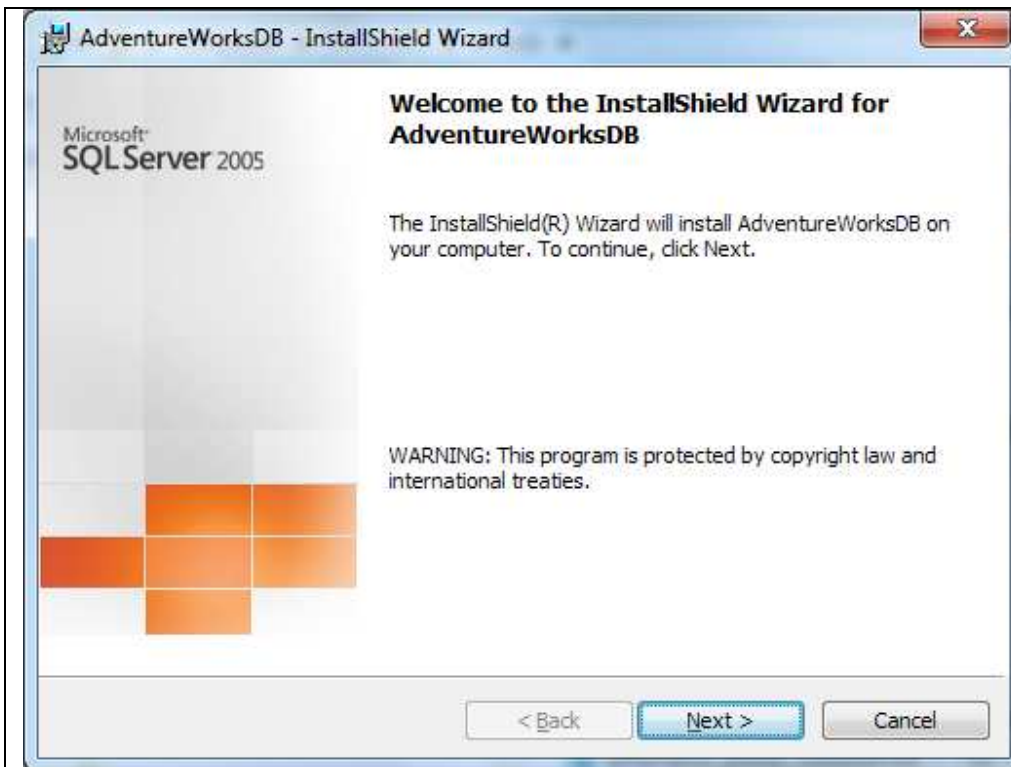 AdventureWorksDB - InstallShield Wizard
Microsoft
SQL Server 2005
Welcome to the InstallShield Wizard for
AdventureWorksDB
The InstallShield(R) Wizard will install AdventureWorksDB on
your computer. To continue, click Next.
WARNING: This program is protected by copyright law and
international treaties.
< Back
Next >
Cancel